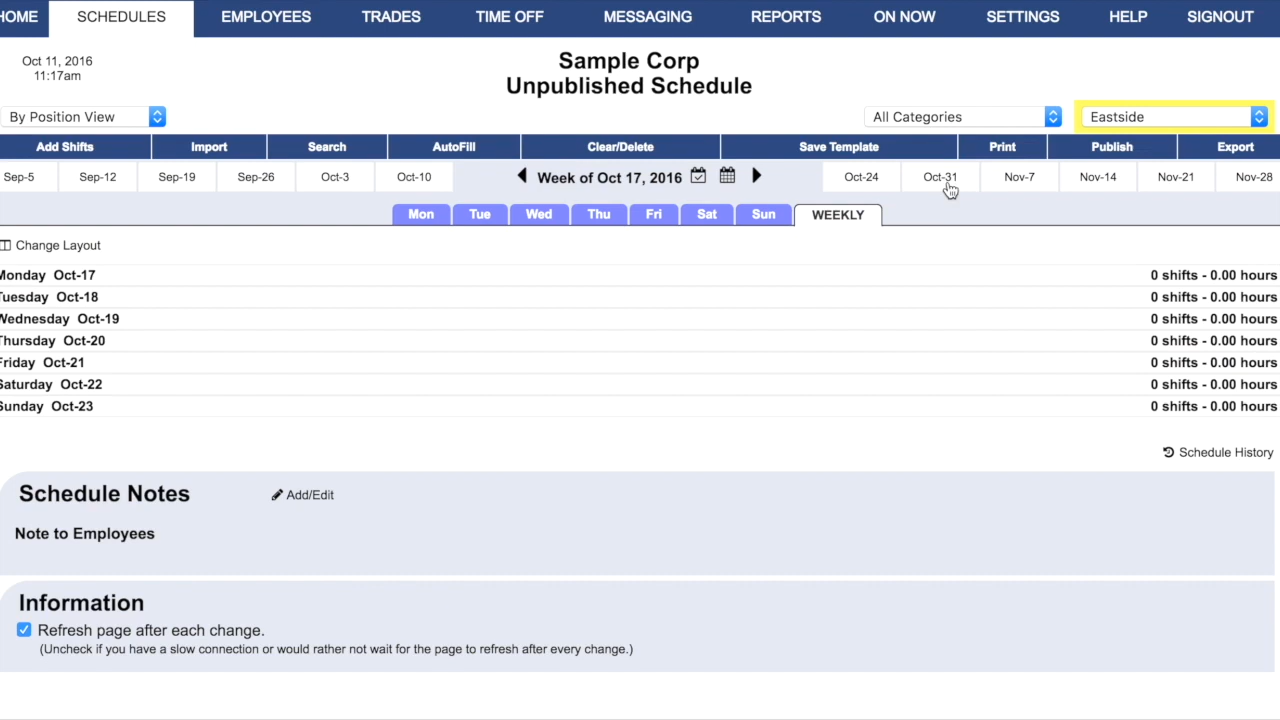 HOME SCHEDULES EMPLOYEES TRADES TIME OFF MESSAGING REPORTS ON NOW SETTINGS HELP SIGNOUT
Oct 11, 2016
11:17am
Sample Corp
Unpublished Schedule
By Position View All Categories Eastside
Add Shifts Import Search AutoFill Clear/Delete Save Template Print Publish Export
Sep-5 Sep-12 Sep-19 Sep-26 Oct-3 Oct-10 Week of Oct 17, 2016 Oct-24 Oct-31 Nov-7 Nov-14 Nov-21 Nov-28
Mon Tue Wed Thu Fri Sat Sun WEEKLY
Change Layout
Monday Oct-17 0 shifts - 0.00 hours
Tuesday Oct-18 0 shifts - 0.00 hours
Wednesday Oct-19 0 shifts - 0.00 hours
Thursday Oct-20 0 shifts - 0.00 hours
Friday Oct-21 0 shifts - 0.00 hours
Saturday Oct-22 0 shifts - 0.00 hours
Sunday Oct-23 0 shifts - 0.00 hours
Schedule History
Schedule Notes Add/Edit
Note to Employees
Information
Refresh page after each change.
(Uncheck if you have a slow connection or would rather not wait for the page to refresh after every change.)